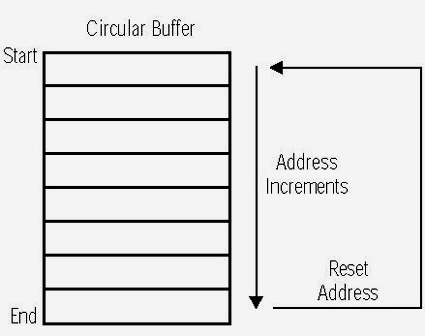 Circular Buffer
Start
Address
Increments
Reset
Address
End